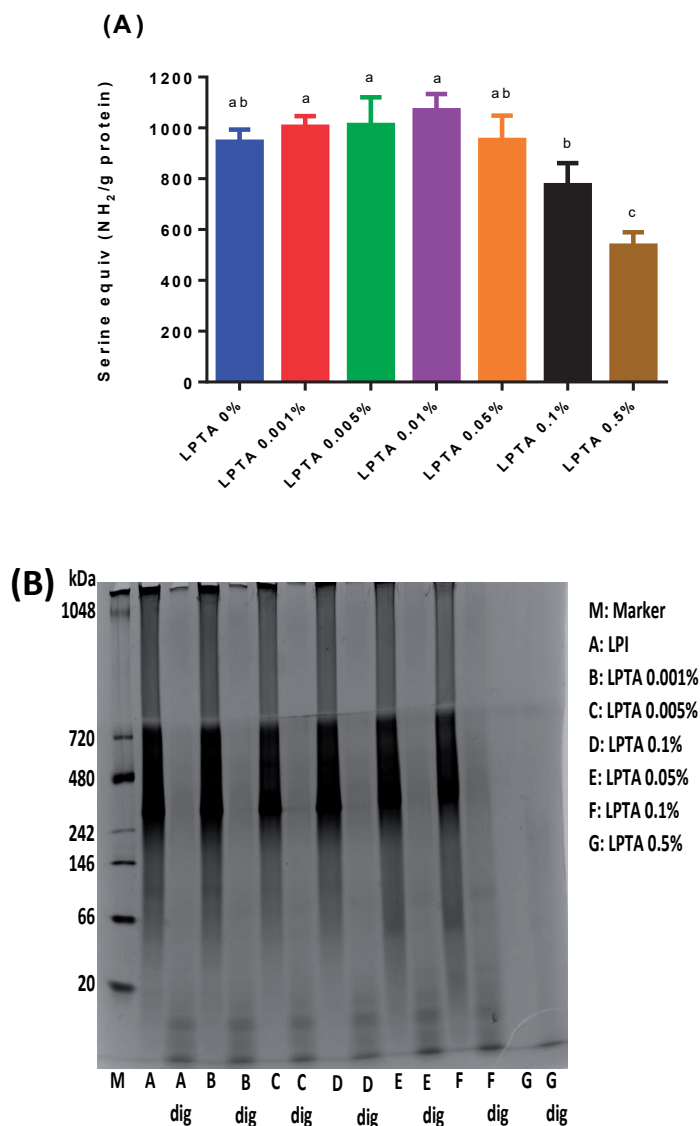 (A)
Serine equiv (NH₂/g protein)
1200
1000
800
600
400
200
0
a b
a
a
a
a b
b
c
LPTA 0%
LPTA 0.001%
LPTA 0.005%
LPTA 0.01%
LPTA 0.05%
LPTA 0.1%
LPTA 0.5%
(B)
kDa
1048
720
480
242
146
66
20
M A A B B C C D D E E F F G G
dig dig dig dig dig dig dig
M: Marker
A: LPI
B: LPTA 0.001%
C: LPTA 0.005%
D: LPTA 0.1%
E: LPTA 0.05%
F: LPTA 0.1%
G: LPTA 0.5%